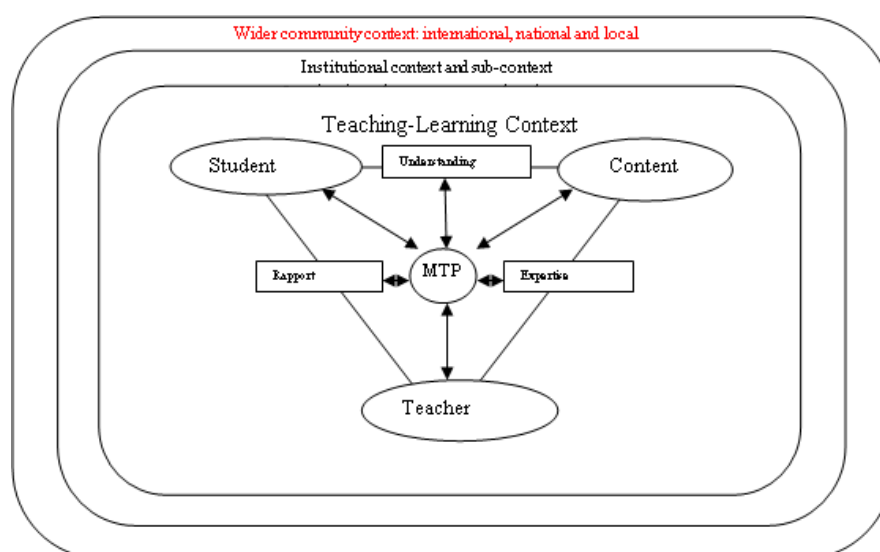 Wider community context: international, national and local
Institutional context and sub-context
Teaching-Learning Context
Student
Understanding
Content
Rapport
MTP
Expertise
Teacher